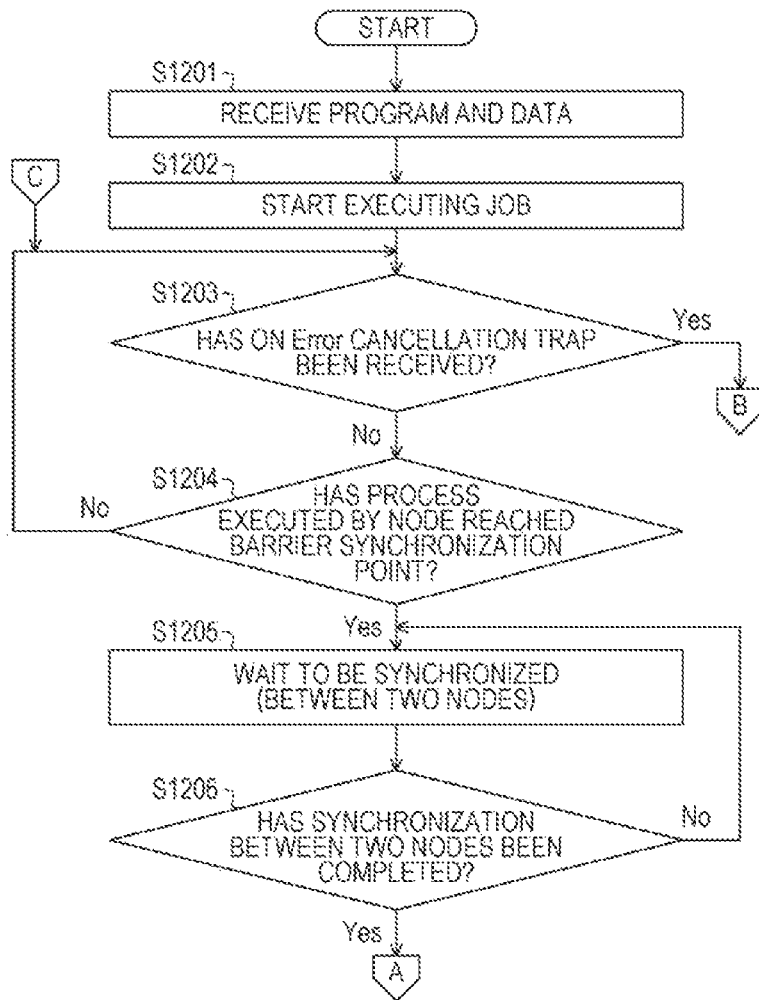 START
S1201
RECEIVE PROGRAM AND DATA
S1202
C
START EXECUTING JOB
S1203
HAS ON Error CANCELLATION TRAP
BEEN RECEIVED?
Yes
B
No
S1204
No
HAS PROCESS
EXECUTED BY NODE REACHED
BARRIER SYNCHRONIZATION
POINT?
Yes
S1205
WAIT TO BE SYNCHRONIZED
(BETWEEN TWO NODES)
S1206
HAS SYNCHRONIZATION
BETWEEN TWO NODES BEEN
COMPLETED?
No
Yes
A